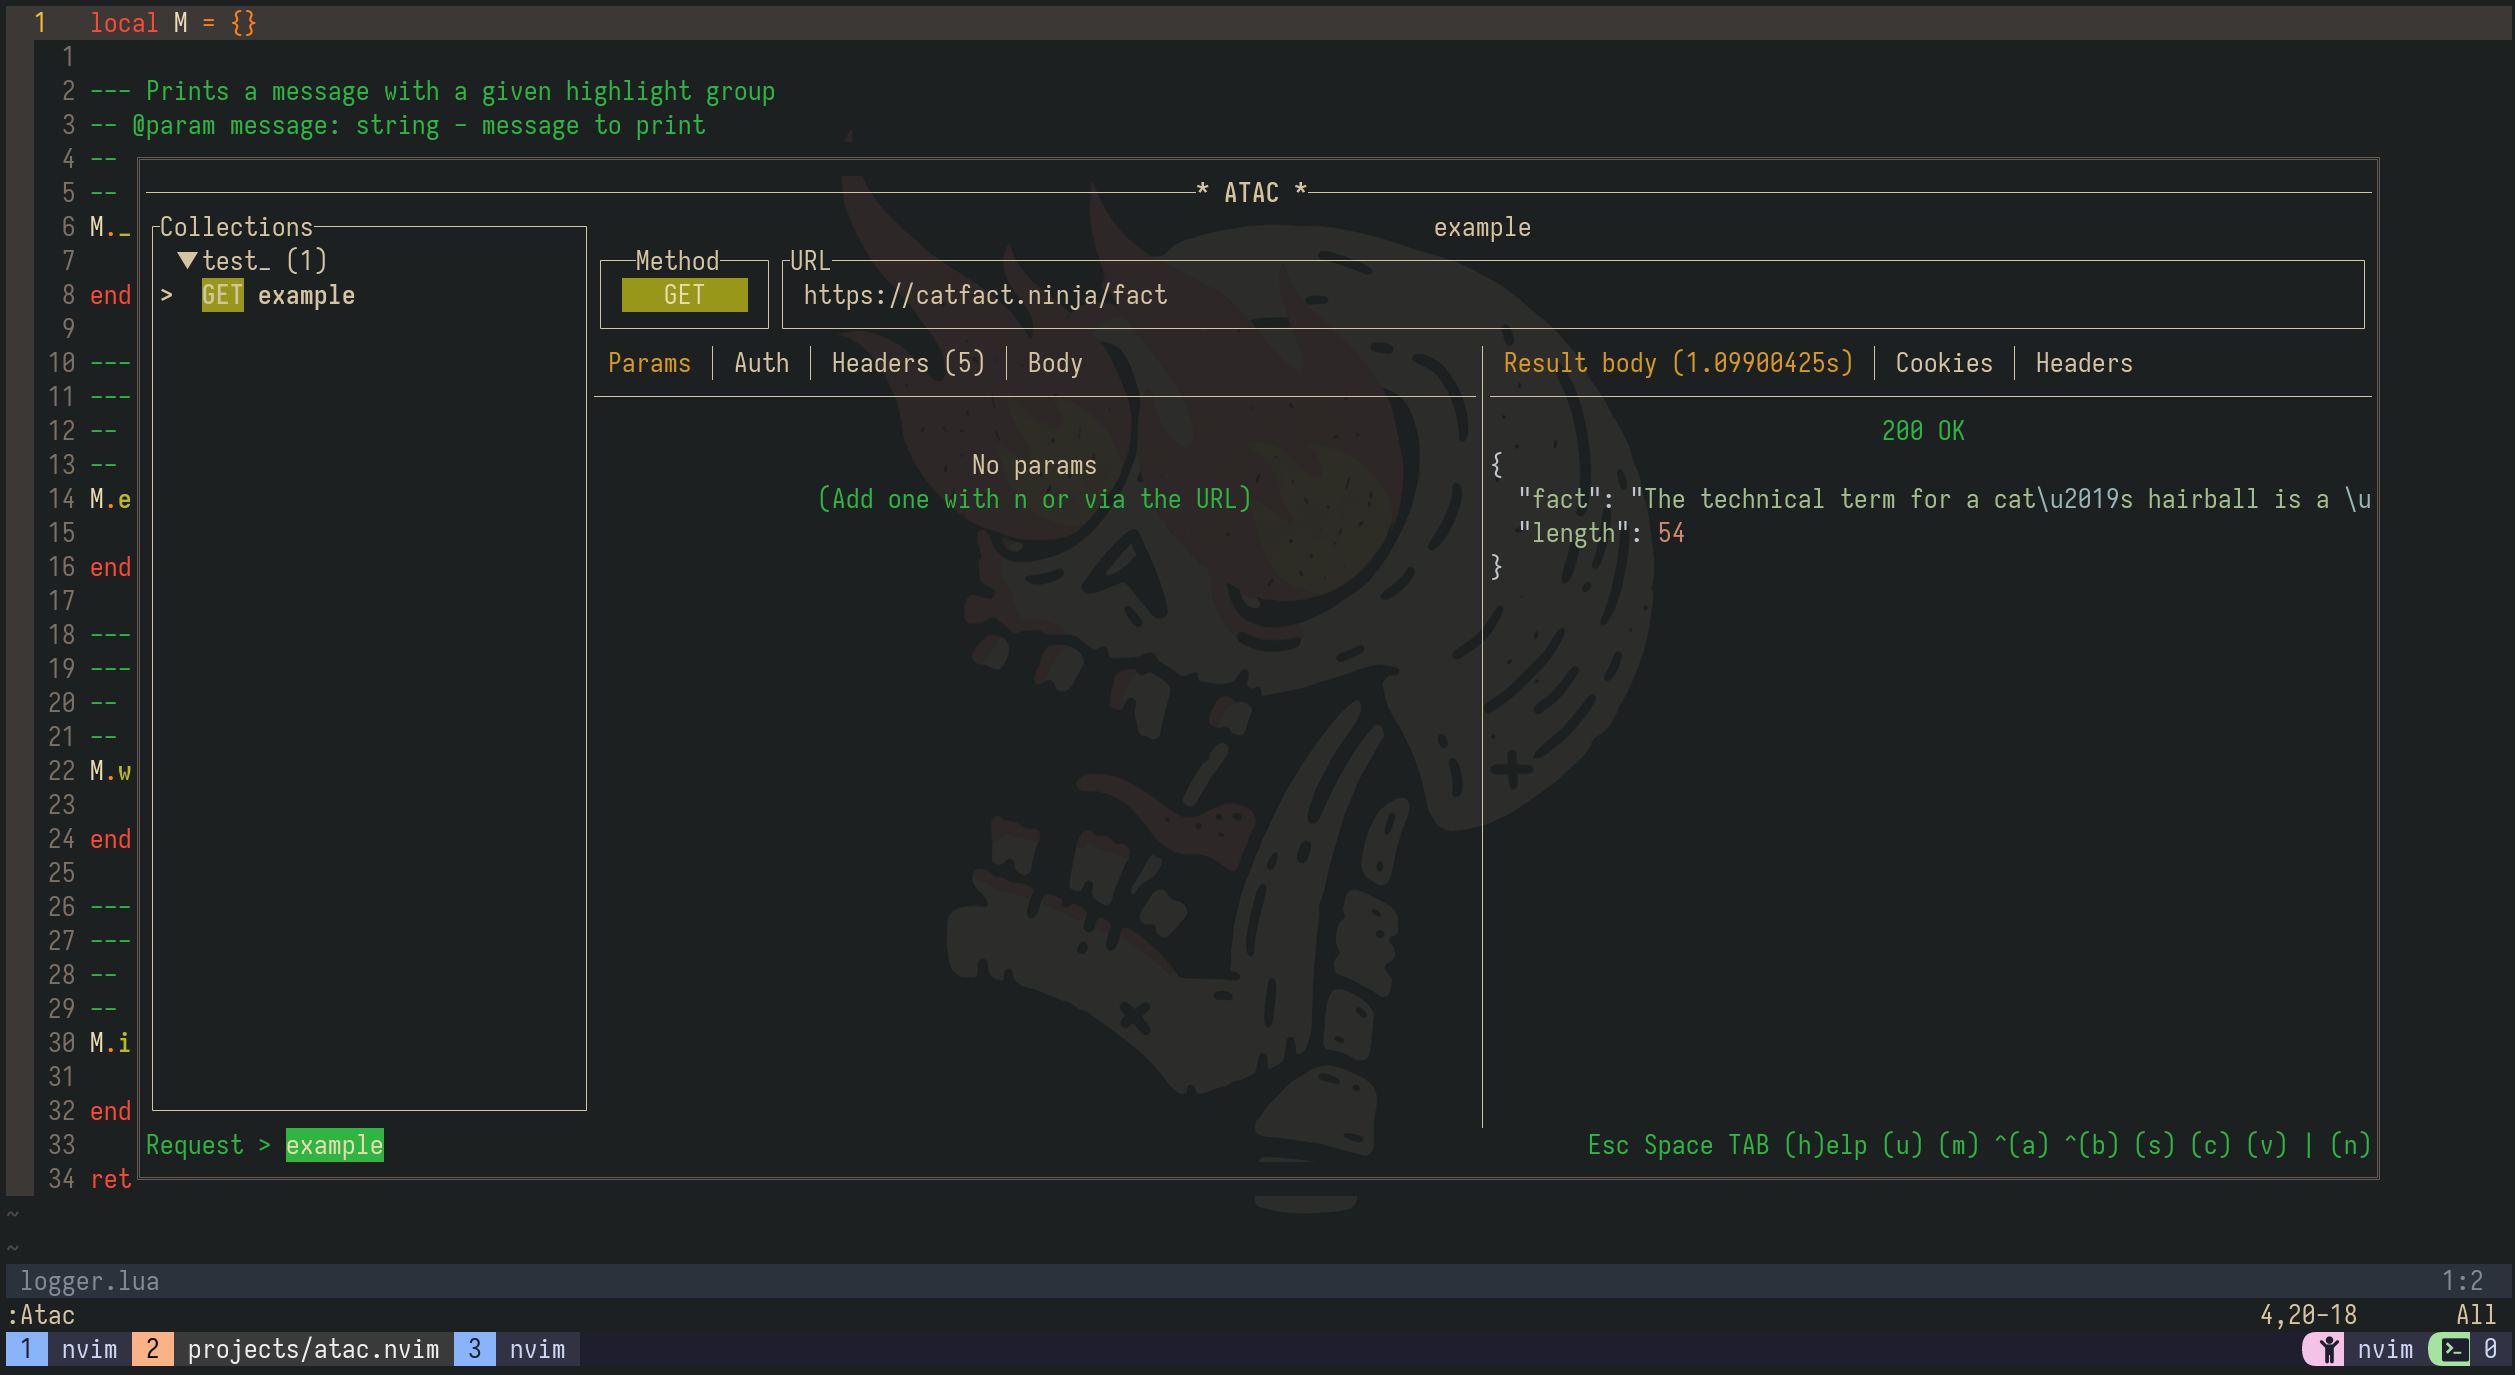 1 local M = {}
1
2 --- Prints a message with a given highlight group
3 -- @param message: string - message to print
4 --
5 -- * ATAC *
6 M._ Collections example
7 ▼test_ (1) Method URL
8 end > GET example GET https://catfact.ninja/fact
9
10 --- Params │ Auth │ Headers (5) │ Body Result body (1.09900425s) │ Cookies │ Headers
11 ---
12 -- 200 OK
13 -- No params {
14 M.e (Add one with n or via the URL) "fact": "The technical term for a cat\u2019s hairball is a \u
15 "length": 54
16 end }
17
18 ---
19 ---
20 --
21 --
22 M.w
23
24 end
25
26 ---
27 ---
28 --
29 --
30 M.i
31
32 end
33 Request > example Esc Space TAB (h)elp (u) (m) ^(a) ^(b) (s) (c) (v) | (n)
34 ret
~
~
logger.lua 1:2
:Atac 4,20-18 All
1 nvim 2 projects/atac.nvim 3 nvim nvim 0